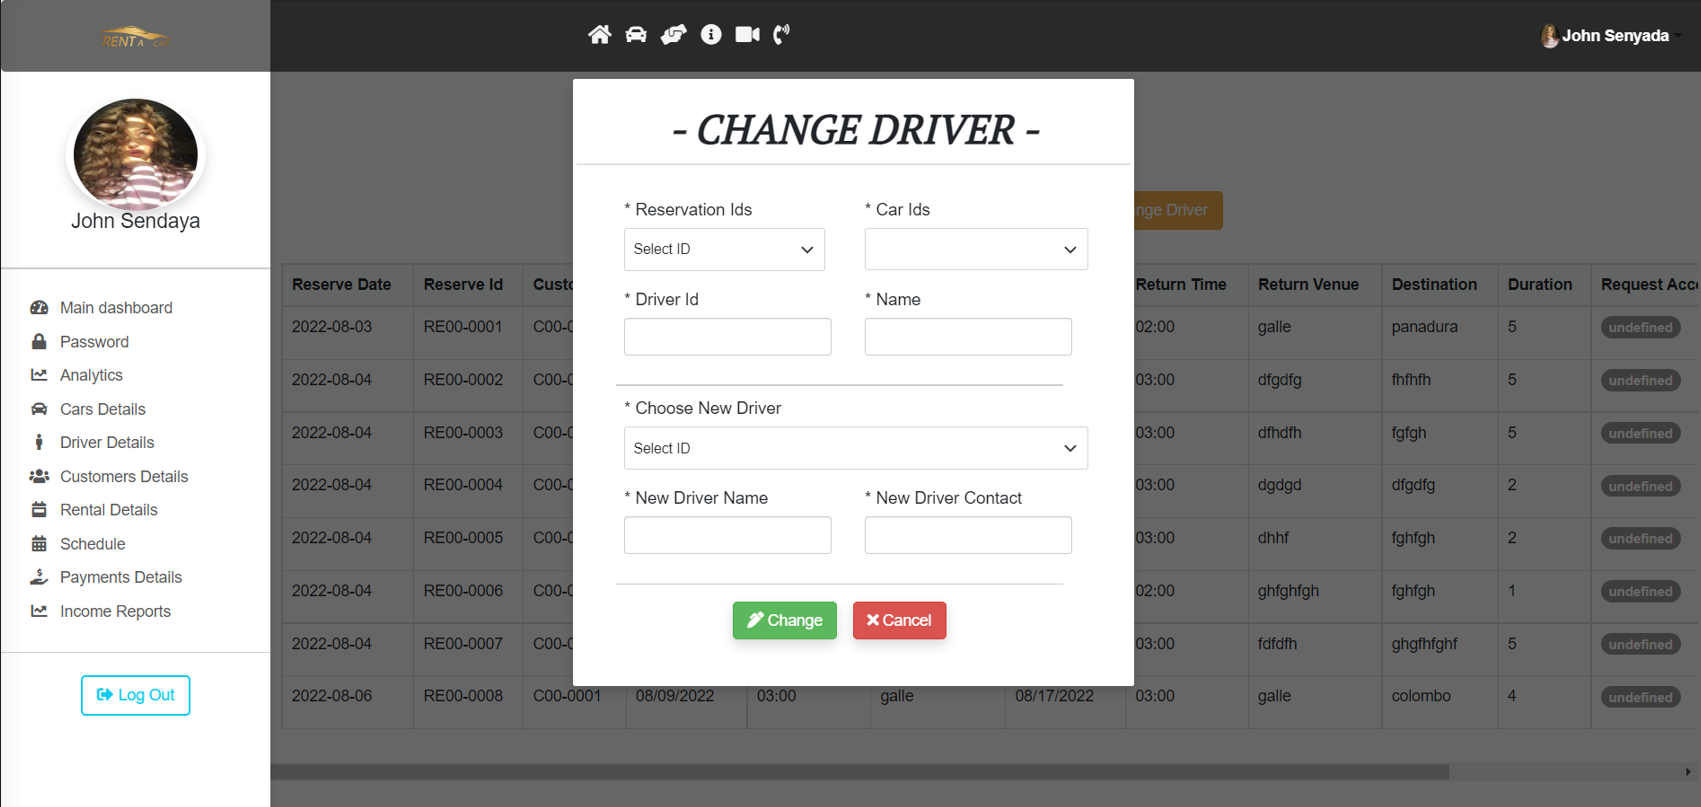 RENT A CAR
John Senyada
John Sendaya
Main dashboard
Password
Analytics
Cars Details
Driver Details
Customers Details
Rental Details
Schedule
Payments Details
Income Reports
Log Out
- CHANGE DRIVER -
* Reservation Ids * Car Ids
Select ID
* Driver Id * Name
* Choose New Driver
Select ID
* New Driver Name * New Driver Contact
Change Cancel
nge Driver
Reserve Date Reserve Id Custo Return Time Return Venue Destination Duration Request Acc
2022-08-03 RE00-0001 C00-0 02:00 galle panadura 5 undefined
2022-08-04 RE00-0002 C00-0 03:00 dfgdfg fhfhfh 5 undefined
2022-08-04 RE00-0003 C00-0 03:00 dfhdfh fgfgh 5 undefined
2022-08-04 RE00-0004 C00-0 03:00 dgdgd dfgdfg 2 undefined
2022-08-04 RE00-0005 C00-0 03:00 dhhf fghfgh 2 undefined
2022-08-04 RE00-0006 C00-0 02:00 ghfghfgh fghfgh 1 undefined
2022-08-04 RE00-0007 C00-0 03:00 fdfdfh ghgfhfghf 5 undefined
2022-08-06 RE00-0008 C00-0001 08/09/2022 03:00 galle 08/17/2022 03:00 galle colombo 4 undefined